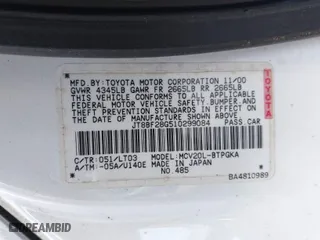 MFD. BY: TOYOTA MOTOR CORPORATION 11/00
GVWR 4345LB GAWR FR 2665LB RR 2665LB
THIS VEHICLE CONFORMS TO ALL APPLICABLE
FEDERAL MOTOR VEHICLE SAFETY, BUMPER, AND
THEFT PREVENTION STANDARDS IN EFFECT ON
THE DATE OF MANUFACTURE SHOWN ABOVE.
JT8BF28G510299084 PASS. CAR
C/TR: 051/LT03 MODEL: MCV20L-BTPGKA
A/TM: -05A/U140E MADE IN JAPAN
NO. 485
BA4810989
TOYOTA